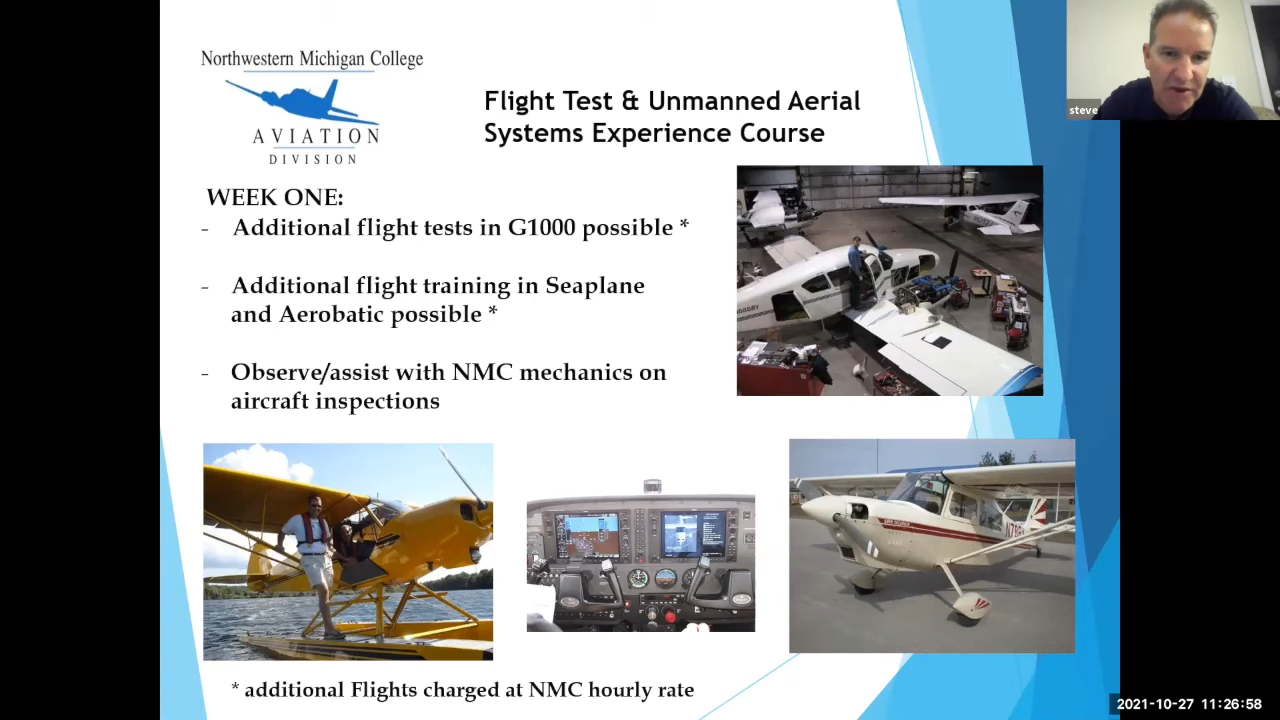 Northwestern Michigan College
AVIATION
DIVISION
Flight Test & Unmanned Aerial
Systems Experience Course
steve
WEEK ONE:
- Additional flight tests in G1000 possible *
- Additional flight training in Seaplane
and Aerobatic possible *
- Observe/assist with NMC mechanics on
aircraft inspections
* additional Flights charged at NMC hourly rate
2021-10-27 11:26:58